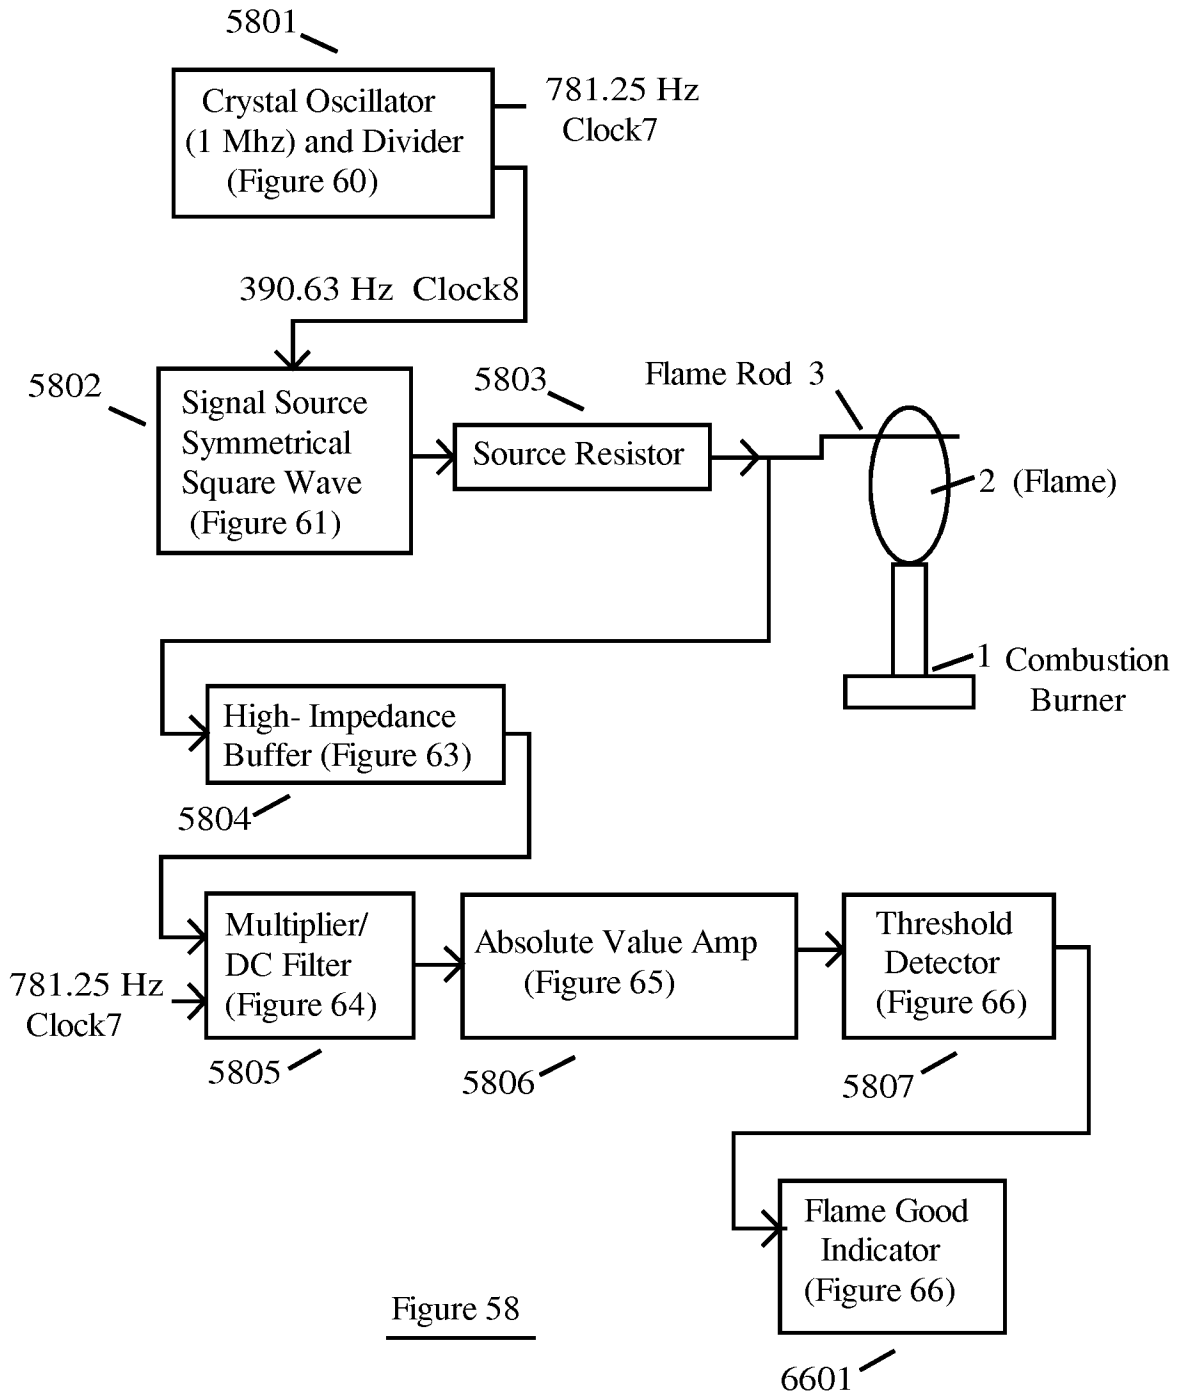 5801
Crystal Oscillator
(1 Mhz) and Divider
(Figure 60)
781.25 Hz
Clock7
390.63 Hz Clock8
5802
Signal Source
Symmetrical
Square Wave
(Figure 61)
5803
Source Resistor
Flame Rod 3
2 (Flame)
1 Combustion
Burner
High- Impedance
Buffer (Figure 63)
5804
Multiplier/
DC Filter
(Figure 64)
781.25 Hz
Clock7
5805
Absolute Value Amp
(Figure 65)
5806
Threshold
Detector
(Figure 66)
5807
Flame Good
Indicator
(Figure 66)
6601
Figure 58